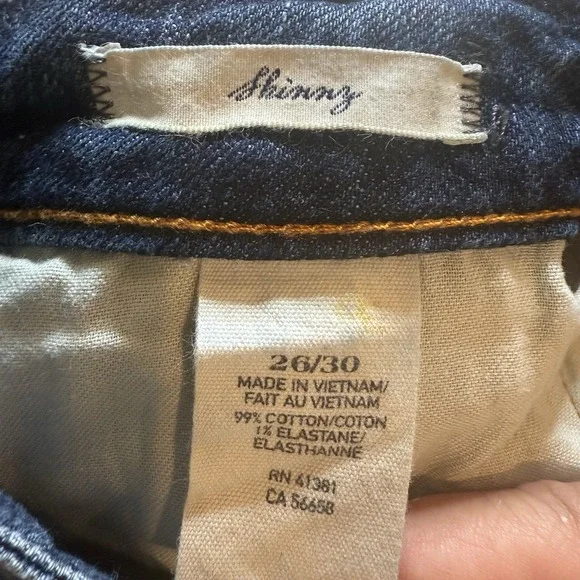 Skinny
26/30
MADE IN VIETNAM/
FAIT AU VIETNAM
99% COTTON/COTON
1% ELASTANE/
ELASTHANNE
RN 41381
CA 56658